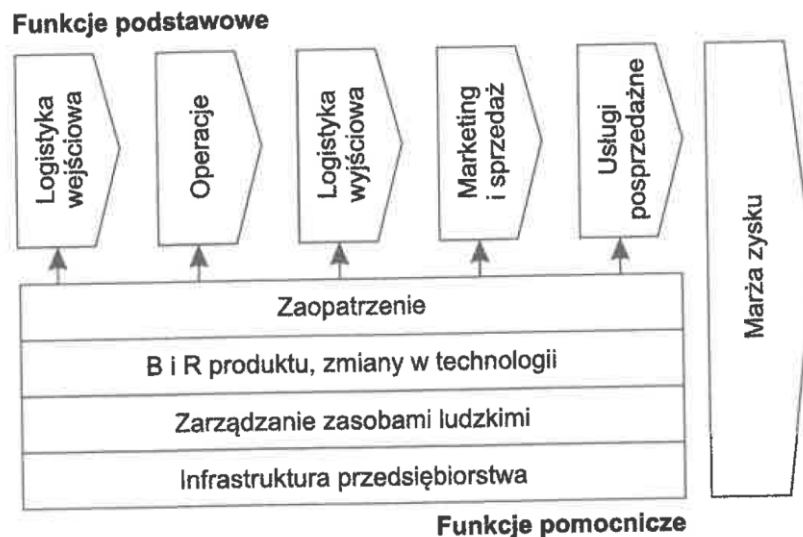 Funkcje podstawowe
Logistyka
wejściowa
Operacje
Logistyka
wyjściowa
Marketing
i sprzedaż
Usługi
posprzedażne
Marża zysku
Zaopatrzenie
B i R produktu, zmiany w technologii
Zarządzanie zasobami ludzkimi
Infrastruktura przedsiębiorstwa
Funkcje pomocnicze